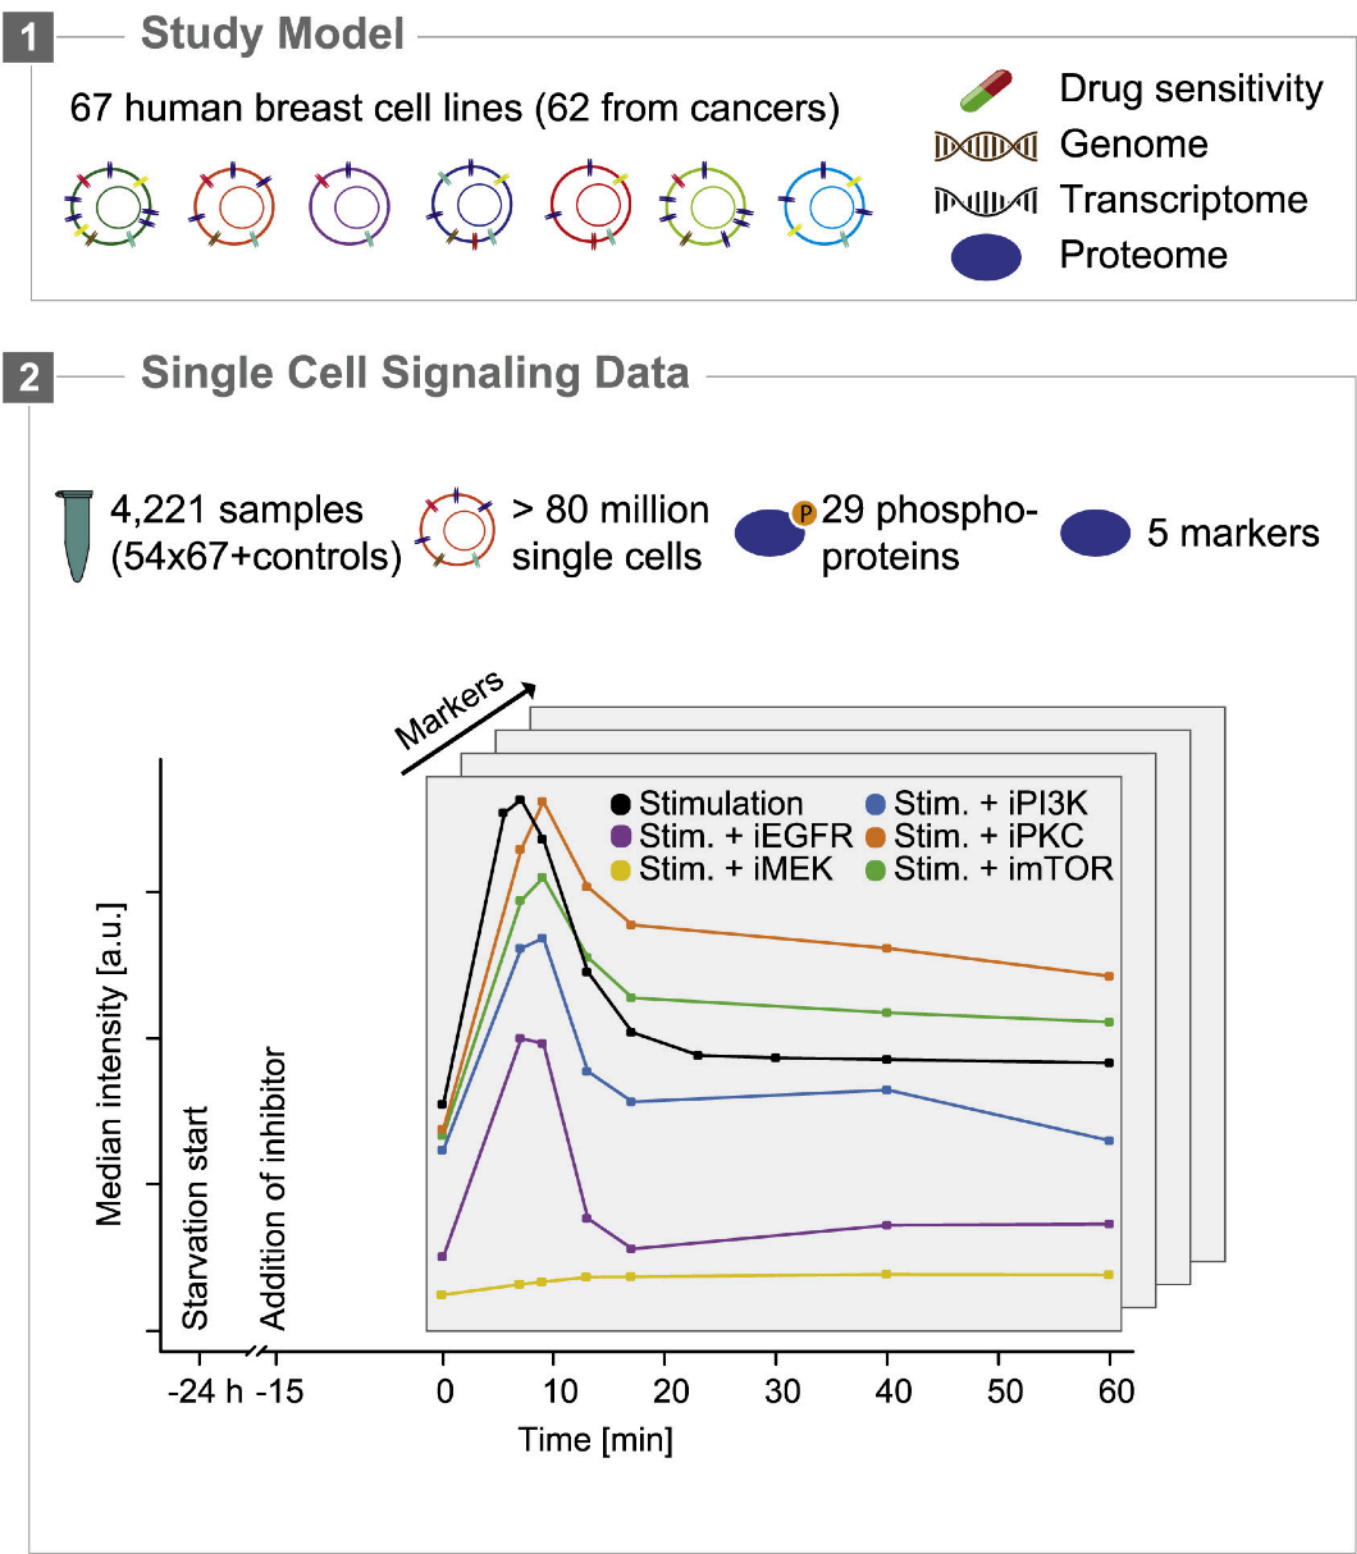 1 Study Model
67 human breast cell lines (62 from cancers)
Drug sensitivity
Genome
Transcriptome
Proteome
2 Single Cell Signaling Data
4,221 samples
(54x67+controls)
> 80 million
single cells
P
29 phospho-
proteins
5 markers
Markers
Stimulation
Stim. + iEGFR
Stim. + iMEK
Stim. + iPI3K
Stim. + iPKC
Stim. + imTOR
Median intensity [a.u.]
Starvation start
Addition of inhibitor
-24 h -15 0 10 20 30 40 50 60
Time [min]